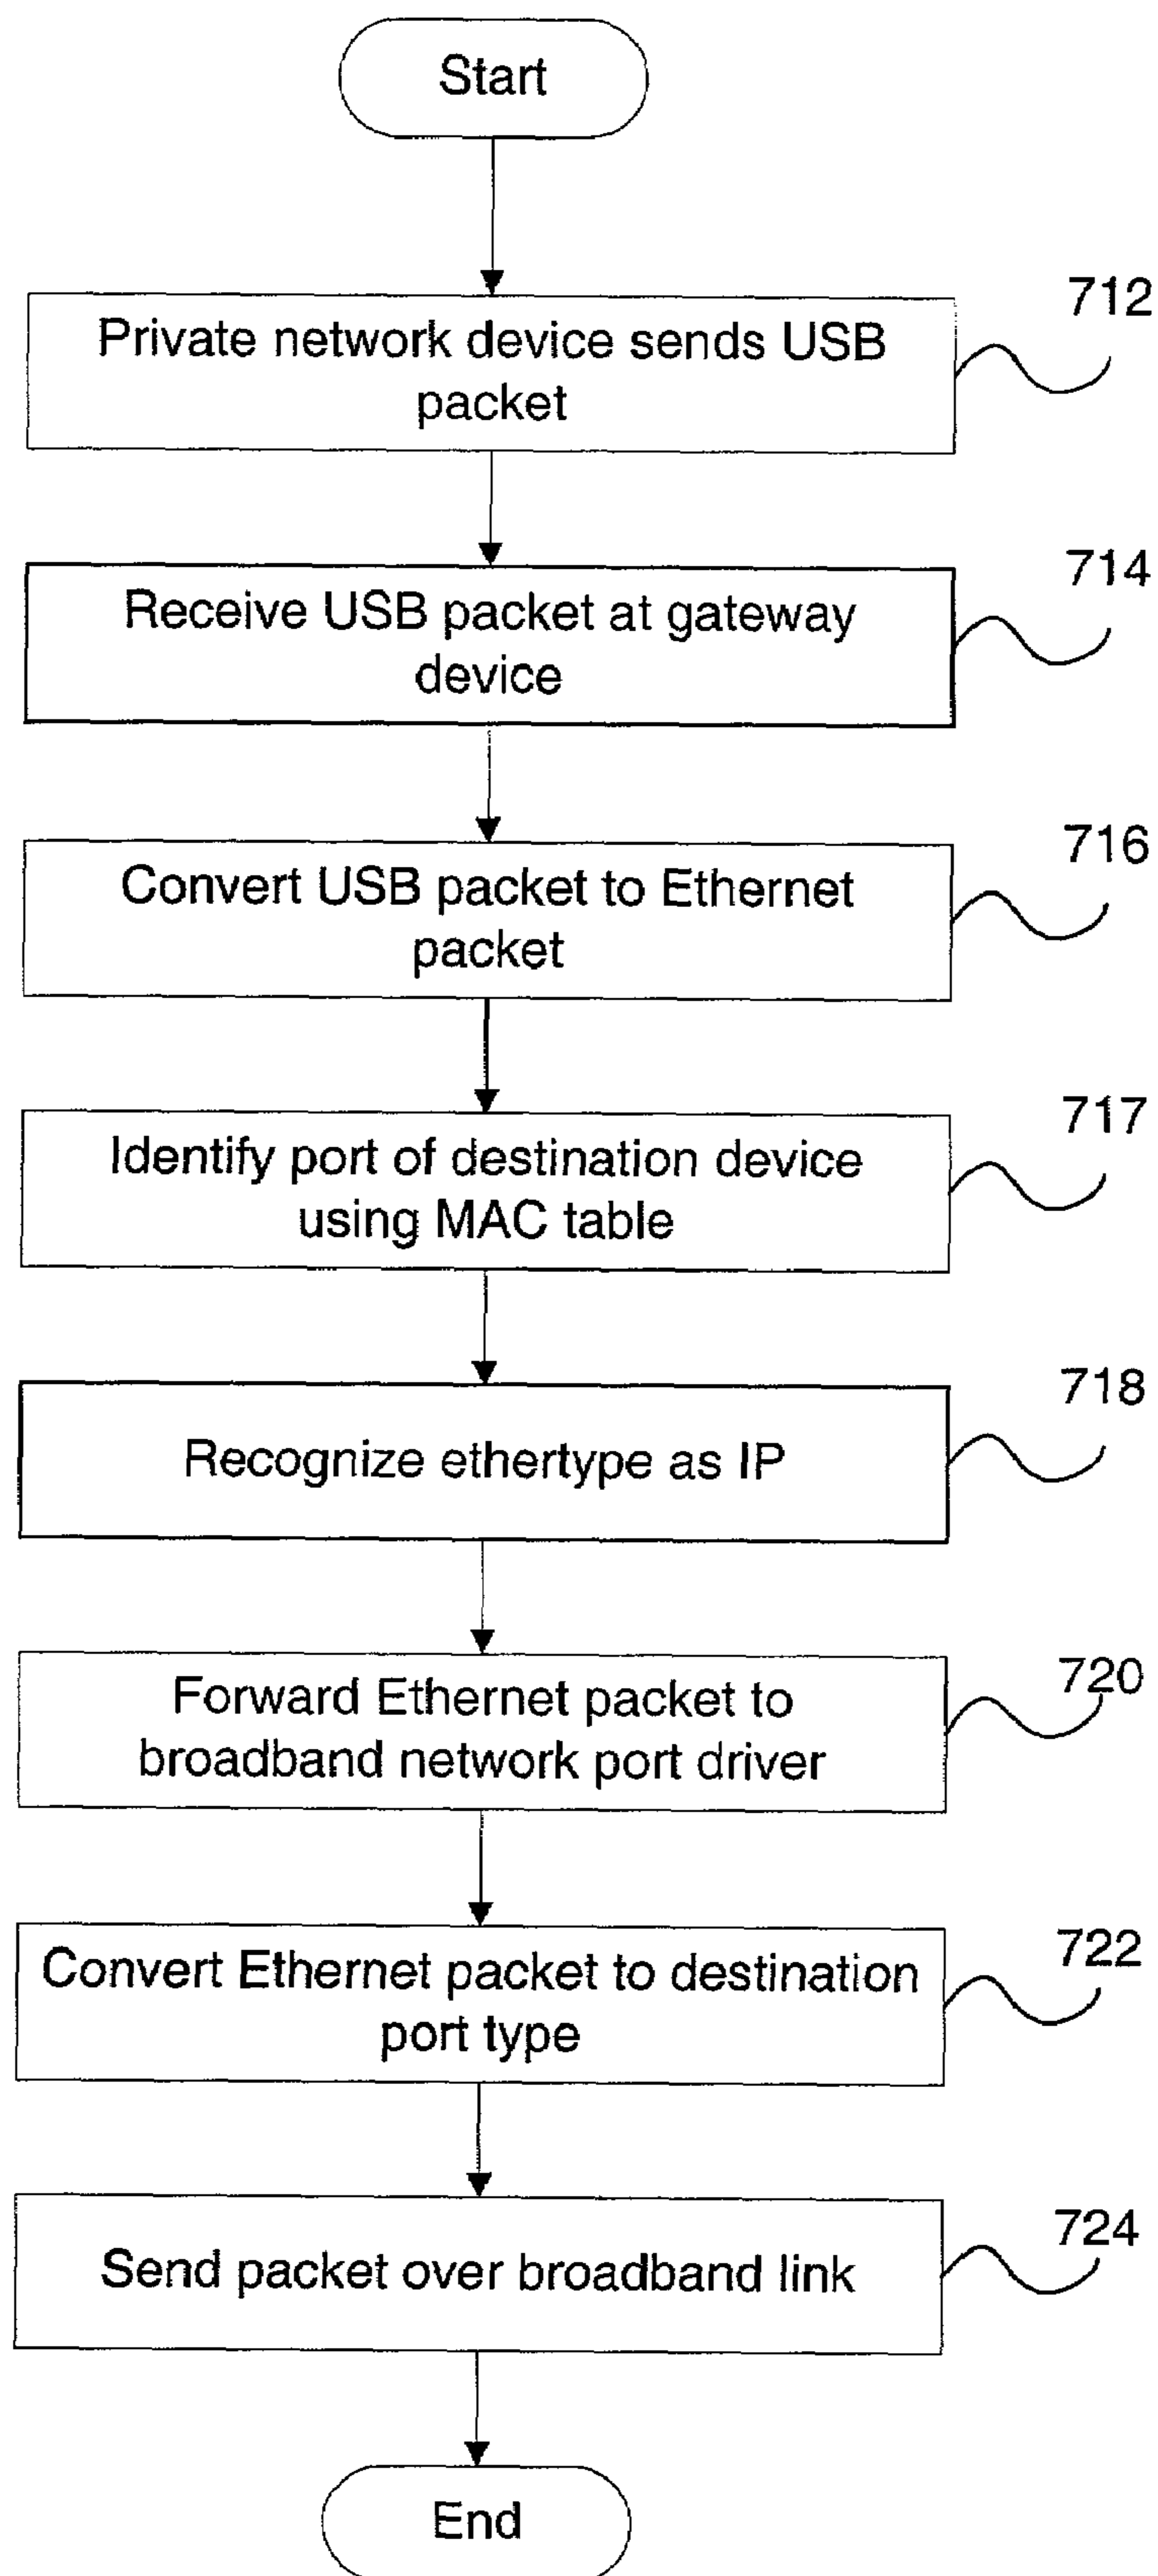 Start
712
Private network device sends USB
packet
714
Receive USB packet at gateway
device
716
Convert USB packet to Ethernet
packet
717
Identify port of destination device
using MAC table
718
Recognize ethertype as IP
720
Forward Ethernet packet to
broadband network port driver
722
Convert Ethernet packet to destination
port type
724
Send packet over broadband link
End